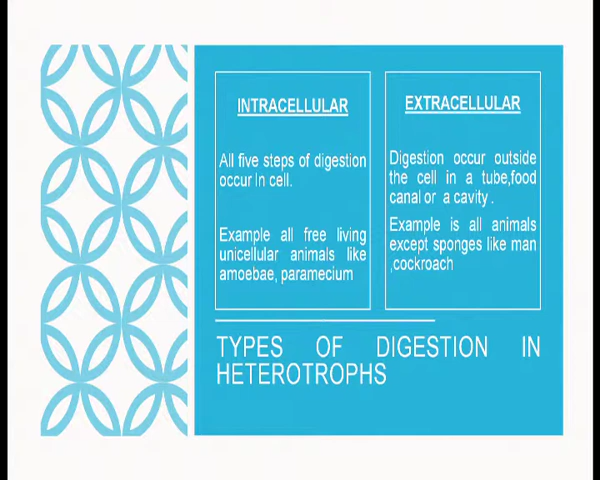 INTRACELLULAR
All five steps of digestion
occur In cell.
Example all free living
unicellular animals like
amoebae, paramecium
EXTRACELLULAR
Digestion occur outside
the cell in a tube,food
canal or a cavity .
Example is all animals
except sponges like man
,cockroach
TYPES OF DIGESTION IN
HETEROTROPHS